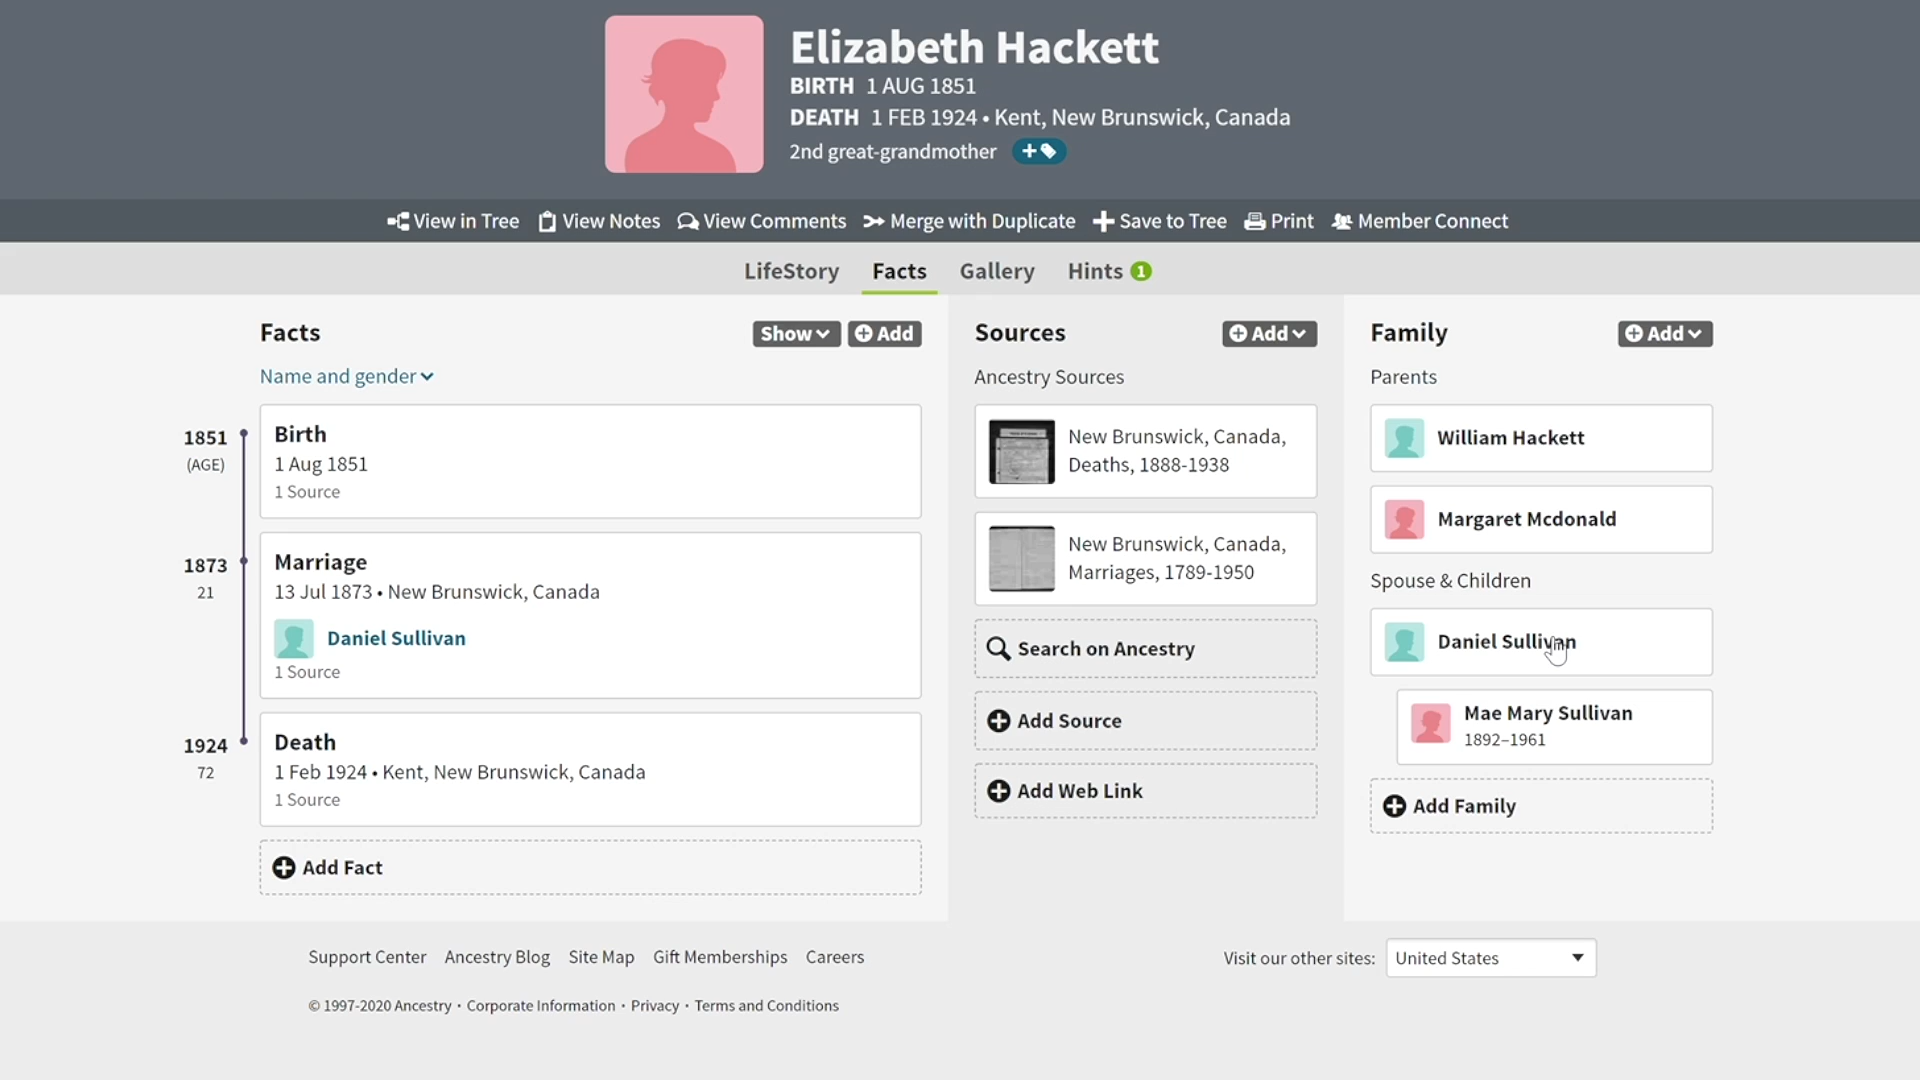 Elizabeth Hackett
BIRTH 1 AUG 1851
DEATH 1 FEB 1924 • Kent, New Brunswick, Canada
2nd great-grandmother
View in Tree
View Notes
View Comments
Merge with Duplicate
Save to Tree
Print
Member Connect
LifeStory
Facts
Gallery
Hints 1
Facts
Show
Add
Name and gender
1851
(AGE)
Birth
1 Aug 1851
1 Source
1873
21
Marriage
13 Jul 1873 • New Brunswick, Canada
Daniel Sullivan
1 Source
1924
72
Death
1 Feb 1924 • Kent, New Brunswick, Canada
1 Source
Add Fact
Sources
Add
Ancestry Sources
New Brunswick, Canada,
Deaths, 1888-1938
New Brunswick, Canada,
Marriages, 1789-1950
Search on Ancestry
Add Source
Add Web Link
Family
Add
Parents
William Hackett
Margaret Mcdonald
Spouse & Children
Daniel Sullivan
Mae Mary Sullivan
1892–1961
Add Family
Support Center
Ancestry Blog
Site Map
Gift Memberships
Careers
Visit our other sites:
United States
© 1997-2020 Ancestry · Corporate Information · Privacy · Terms and Conditions